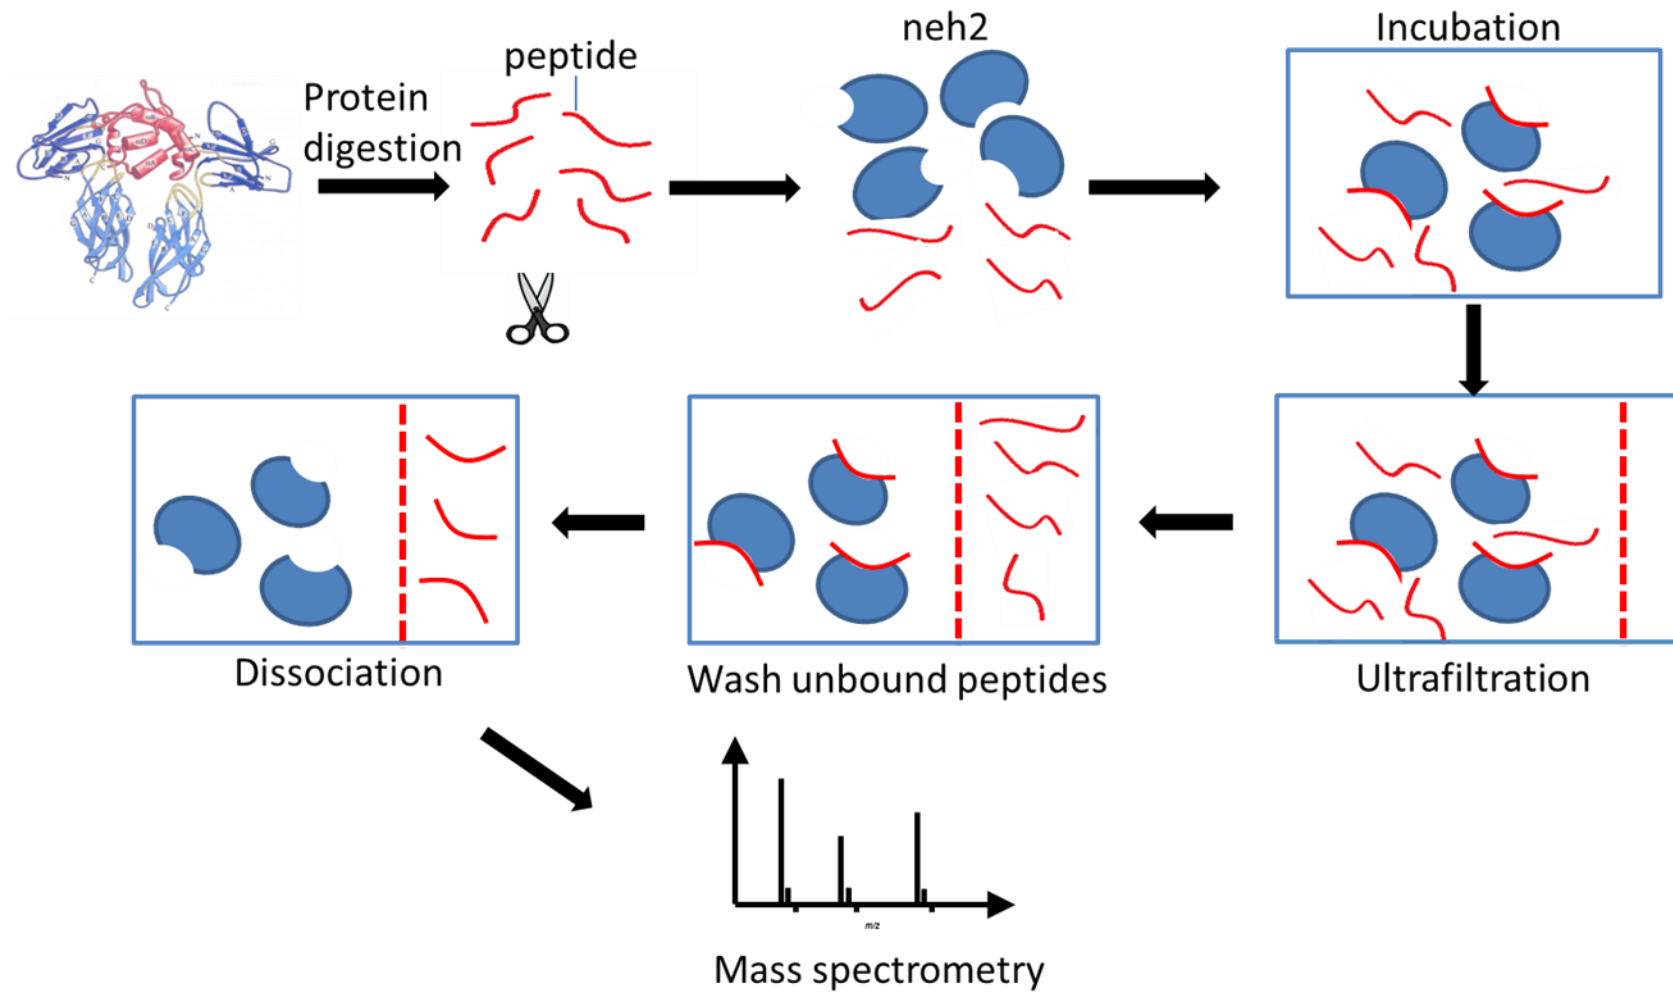 neh2
Incubation
peptide
Protein
digestion
Dissociation
Wash unbound peptides
Ultrafiltration
m/z
Mass spectrometry